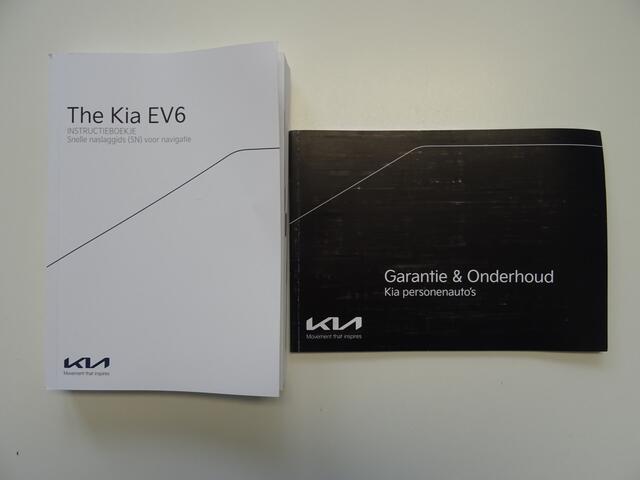 The Kia EV6
INSTRUCTIEBOEKJE
Snelle naslaggids (SN) voor navigatie
KIA
Movement that inspires
Garantie & Onderhoud
Kia personenauto's
KIA
Movement that inspires